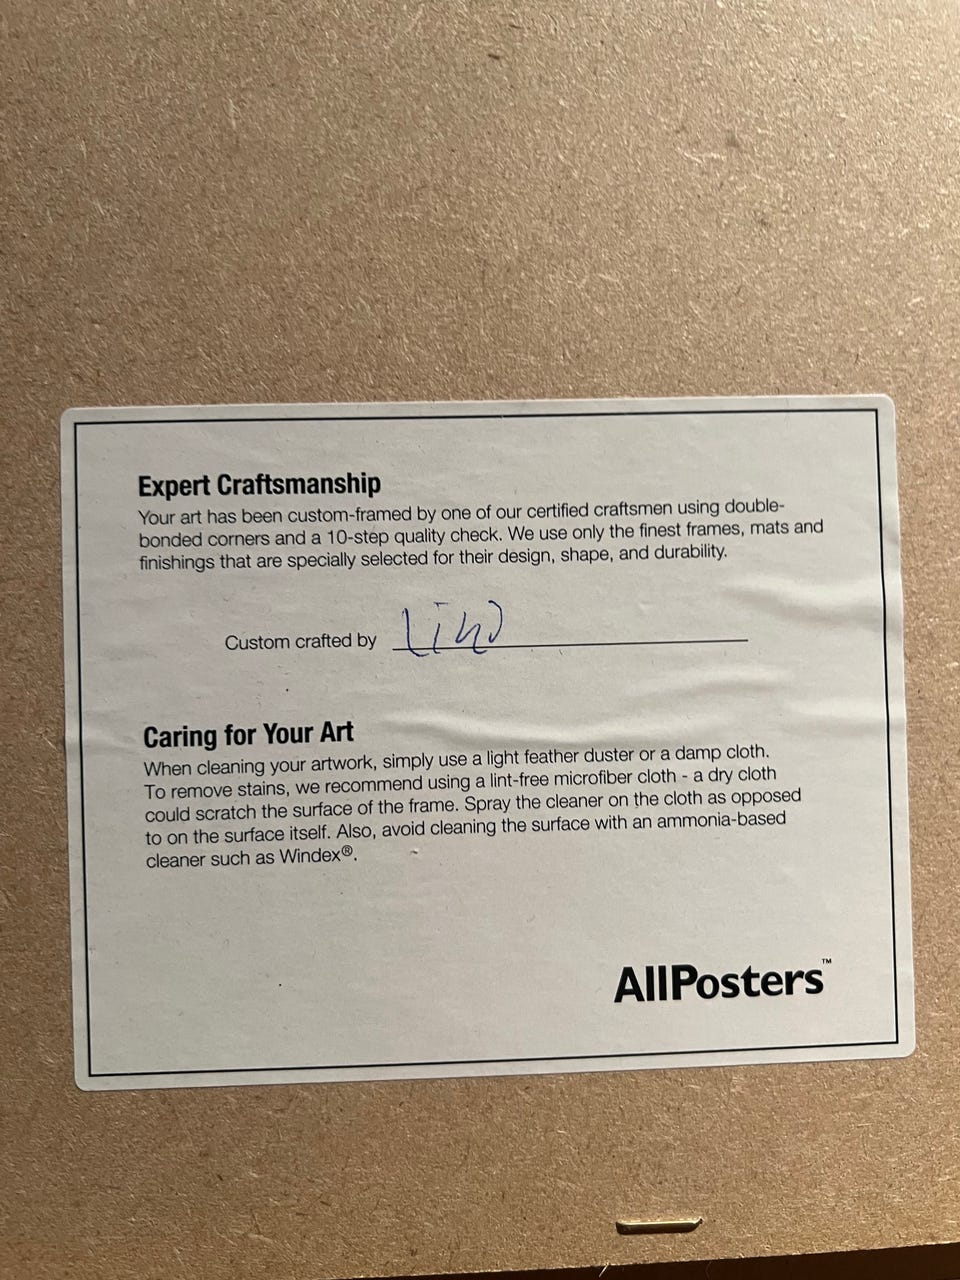 Expert Craftsmanship
Your art has been custom-framed by one of our certified craftsmen using double-
bonded corners and a 10-step quality check. We use only the finest frames, mats and
finishings that are specially selected for their design, shape, and durability.
Custom crafted by
Caring for Your Art
When cleaning your artwork, simply use a light feather duster or a damp cloth.
To remove stains, we recommend using a lint-free microfiber cloth - a dry cloth
could scratch the surface of the frame. Spray the cleaner on the cloth as opposed
to on the surface itself. Also, avoid cleaning the surface with an ammonia-based
cleaner such as Windex®.
AllPosters™